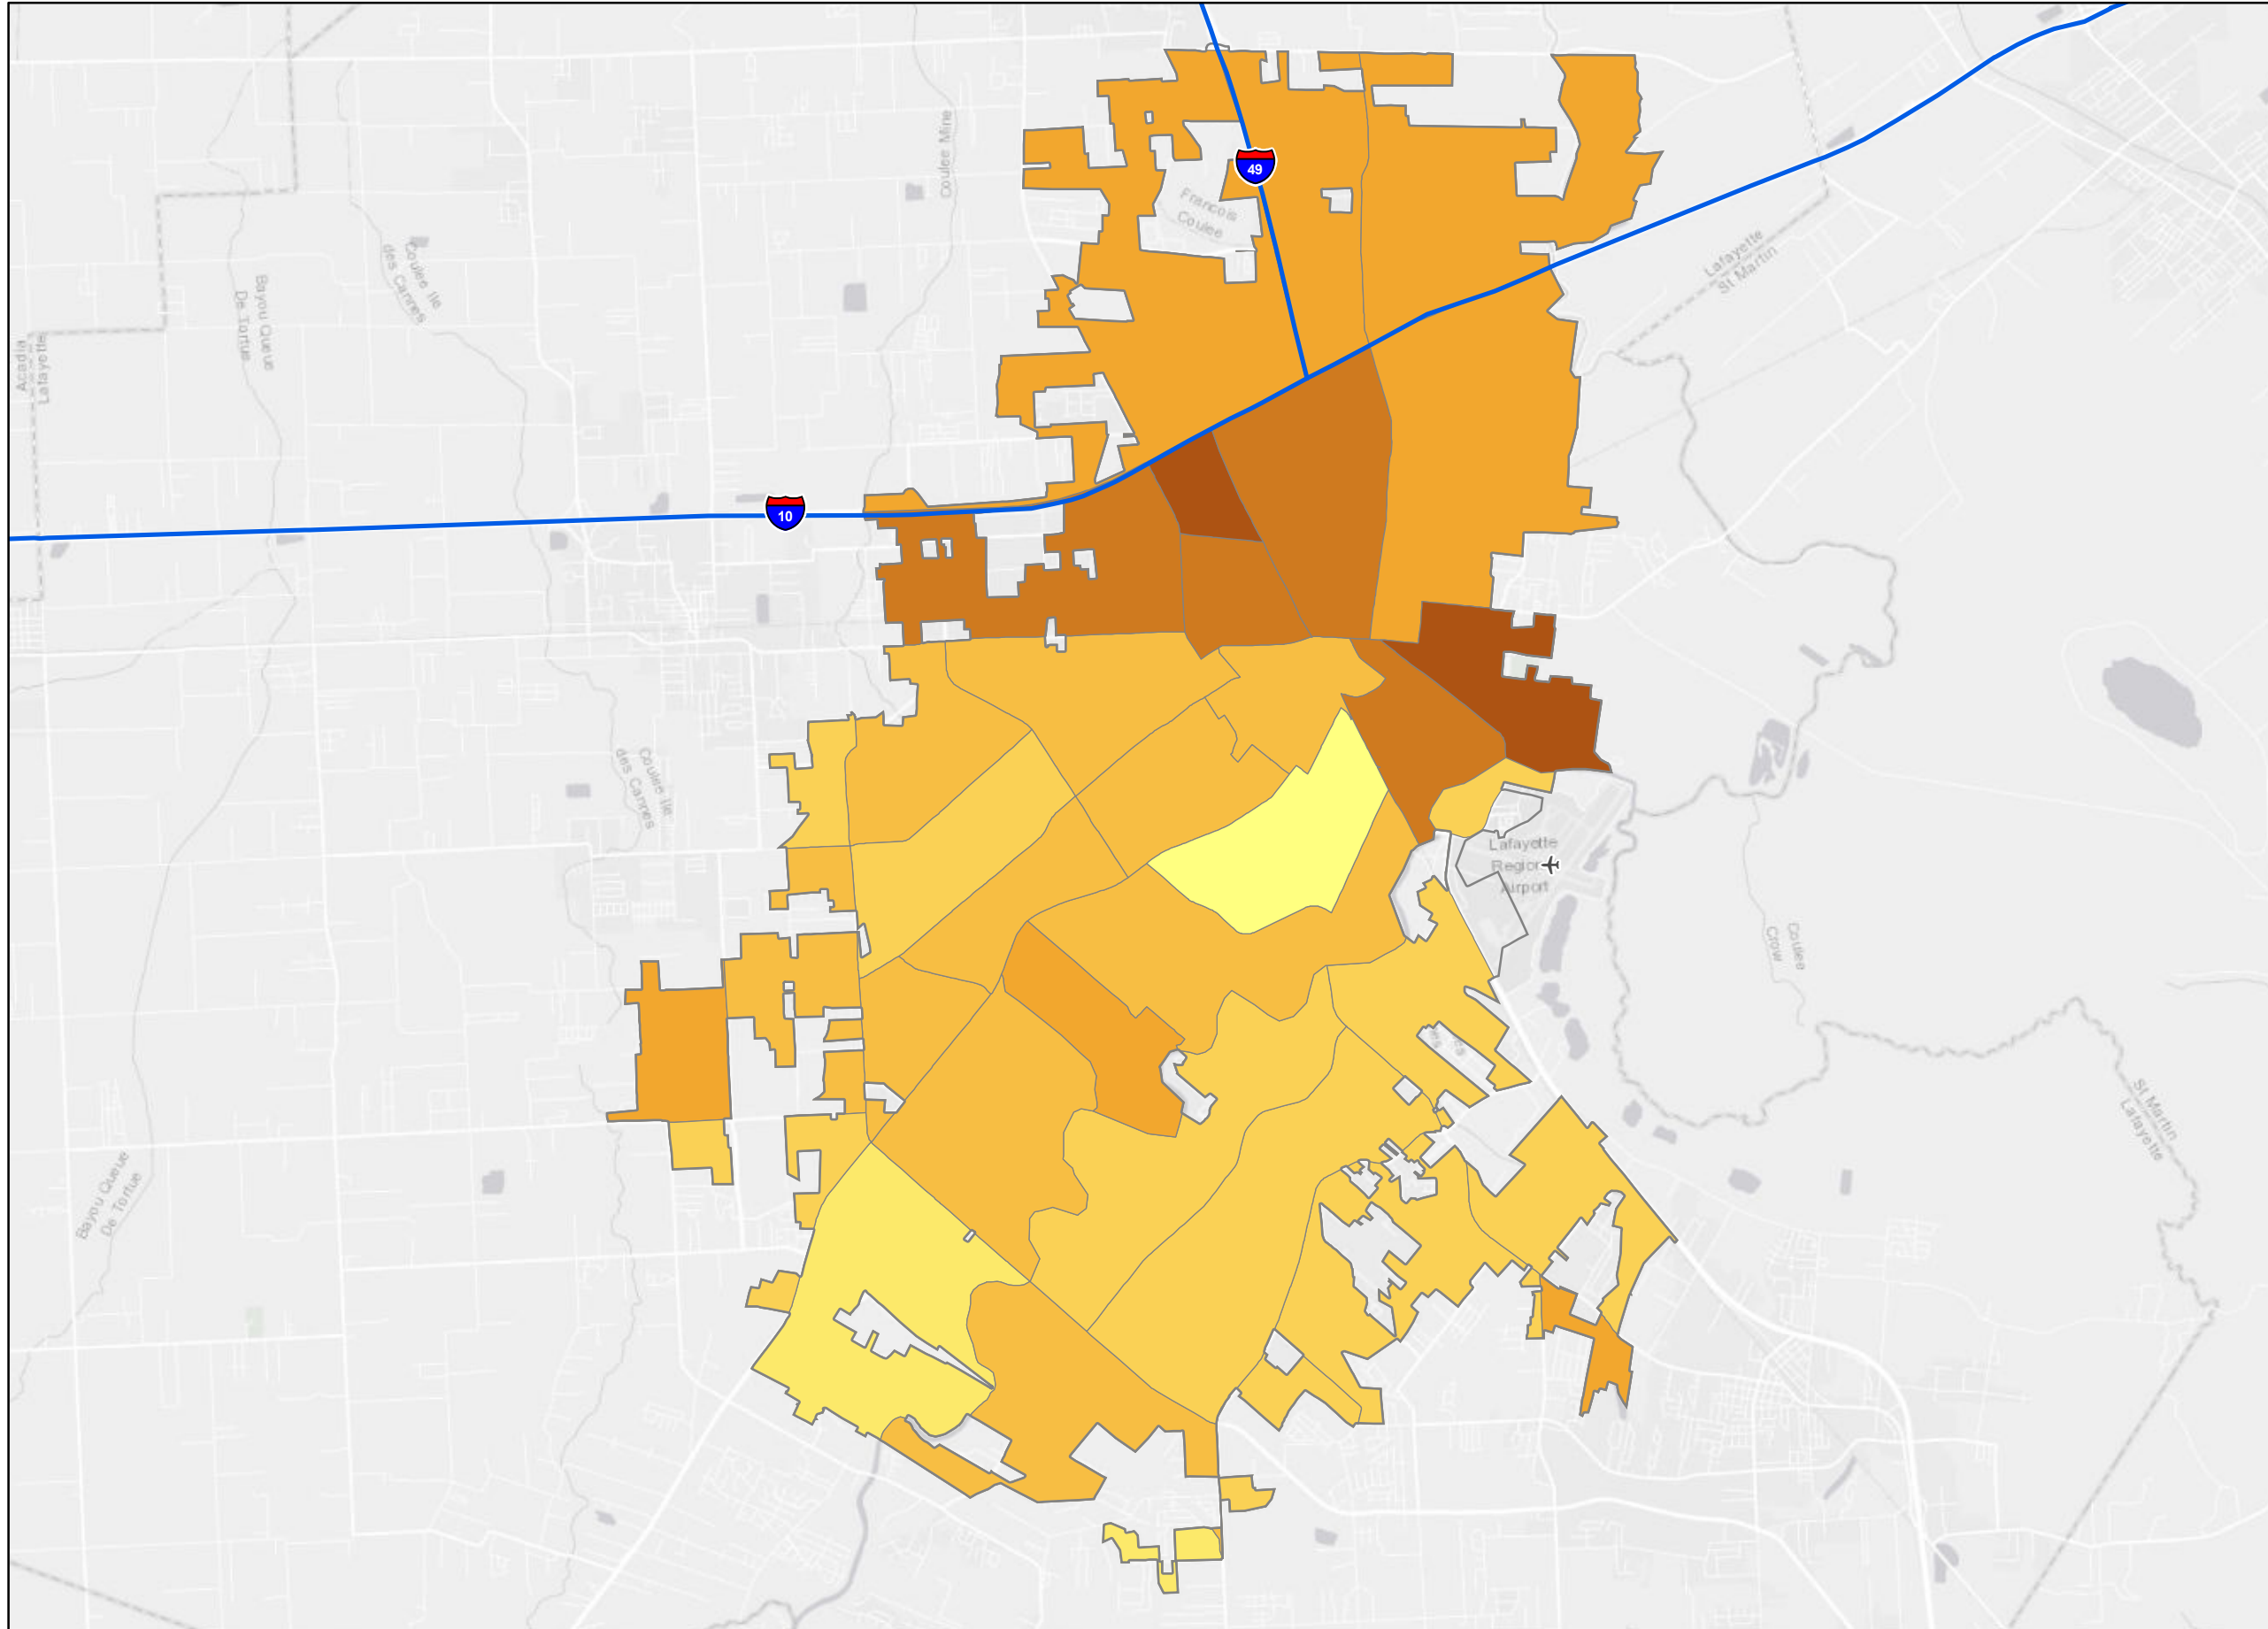 Coulee Mine
49
Francois
Coulee
Lafayette
St Martin
Coulee Ile
des Cannes
Bayou Queue
De Tortue
Acadia
Lafayette
10
Coulee Ile
des Cannes
Lafayette
Region
Airport
Coulee
Crow
St Martin
Lafayette
Bayou Queue
De Tortue